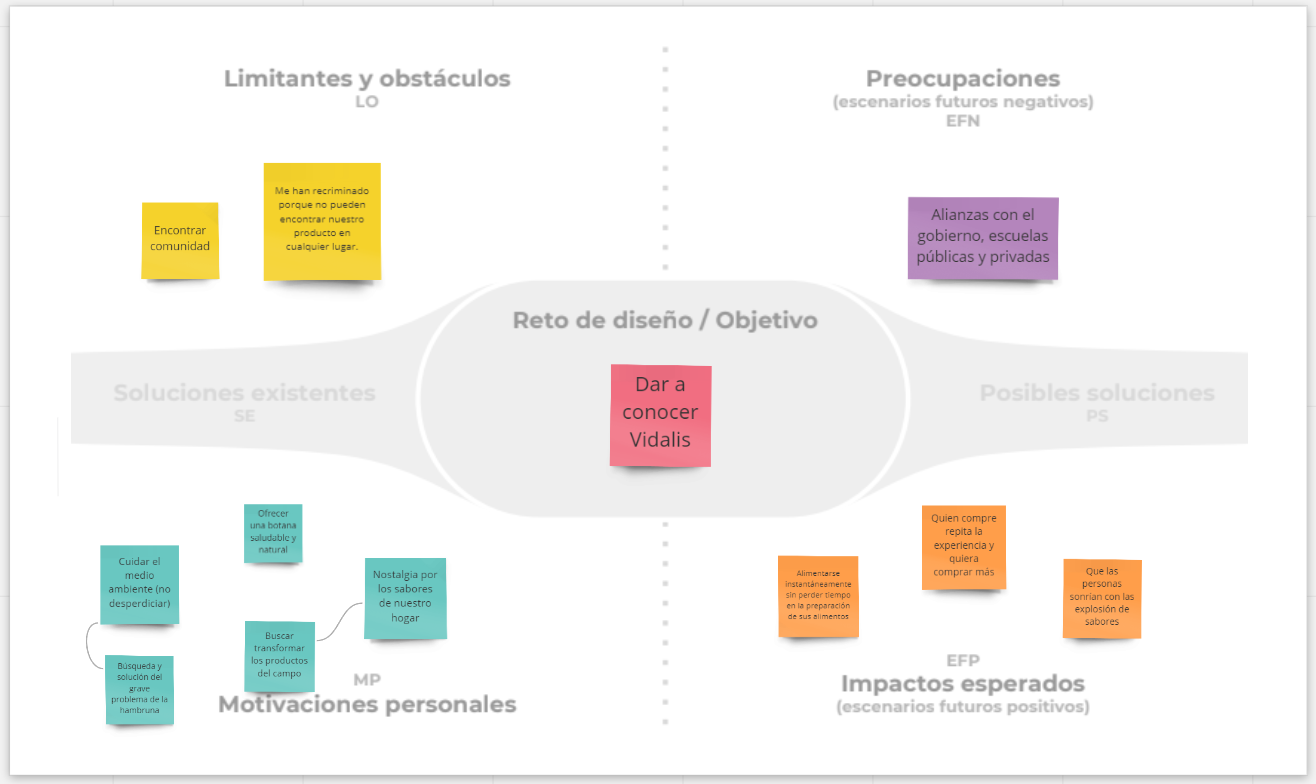 Limitantes y obstáculos
LO
Preocupaciones
(escenarios futuros negativos)
EFN
Encontrar
comunidad
Me han recriminado
porque no pueden
encontrar nuestro
producto en
cualquier lugar.
Alianzas con el
gobierno, escuelas
públicas y privadas
Reto de diseño / Objetivo
Dar a
conocer
Vidalis
Soluciones existentes
SE
Posibles soluciones
PS
Ofrecer
una botana
saludable y
natural
Cuidar el
medio
ambiente (no
desperdiciar)
Nostalgia por
los sabores
de nuestro
hogar
Buscar
transformar
los productos
del campo
Búsqueda y
solución del
grave
problema de la
hambruna
MP
Motivaciones personales
Quien compre
repita la
experiencia y
quiera
comprar más
Alimentarse
instantáneamente
sin perder tiempo
en la preparación
de sus alimentos
Que las
personas
sonrían con las
explosión de
sabores
EFP
Impactos esperados
(escenarios futuros positivos)